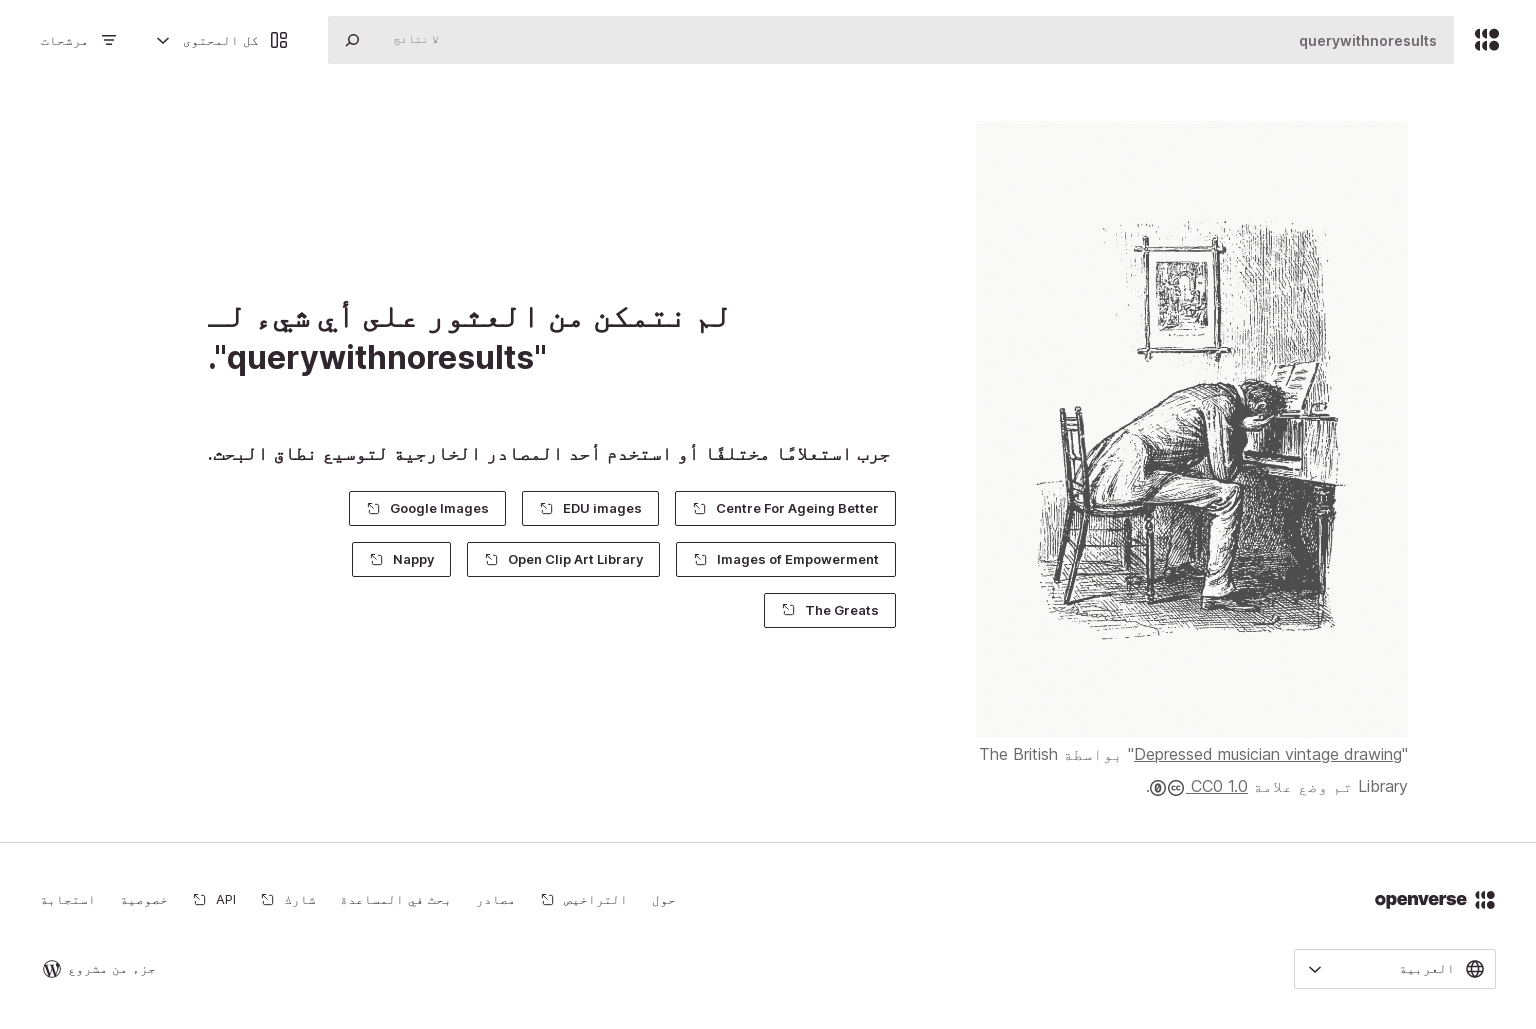 querywithnoresults
لا نتائج
كل المحتوى
مرشحات
لم نتمكن من العثور على أي شيء لـ
"querywithnoresults".
جرب استعلامًا مختلفًا أو استخدم أحد المصادر الخارجية لتوسيع نطاق البحث.
Centre For Ageing Better
EDU images
Google Images
Images of Empowerment
Open Clip Art Library
Nappy
The Greats
"Depressed musician vintage drawing" بواسطة The British
Library تم وضع علامة CC0 1.0.
openverse
حول
التراخيص
مصادر
بحث في المساعدة
شارك
API
خصوصية
استجابة
العربية
جزء من مشروع